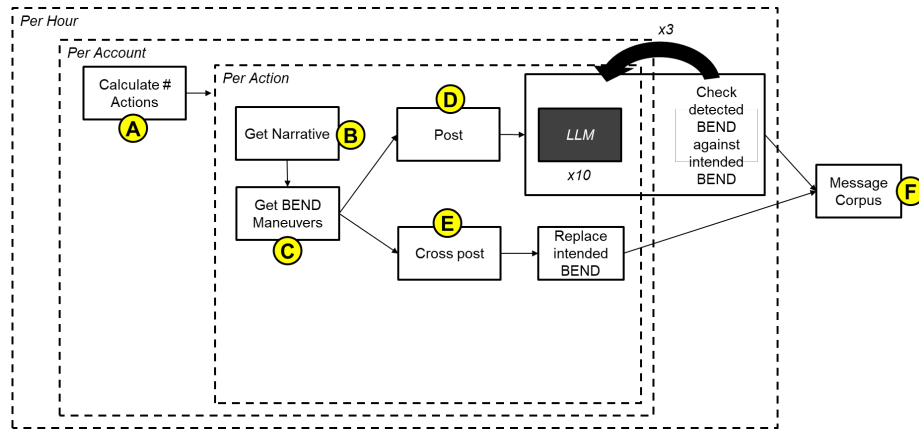 Per Hour
x3
Per Account
Per Action
Calculate #
Actions
A
Get Narrative
B
Get BEND
Maneuvers
C
D
Post
LLM
x10
Check
detected
BEND
against
intended
BEND
E
Cross post
Replace
intended
BEND
Message
Corpus
F